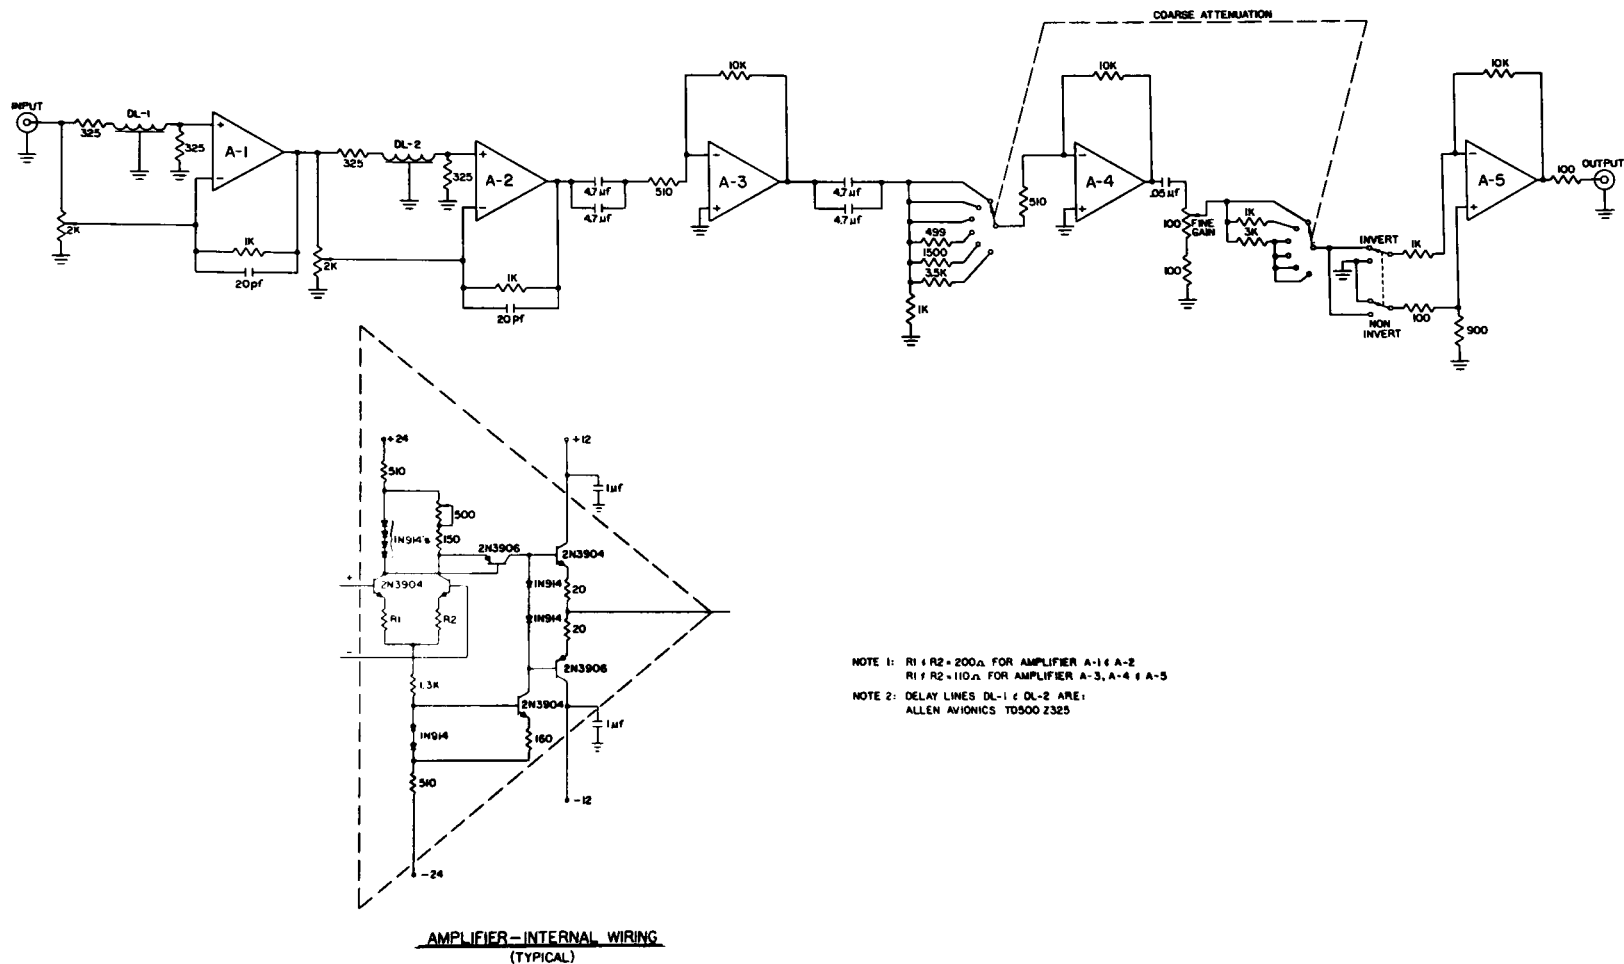 COARSE ATTENUATION
INPUT
325
DL-1
325
2K
A-1
+
−
1K
20pf
325
DL-2
325
2K
A-2
+
−
1K
20pf
4.7μf
4.7μf
510
10K
A-3
−
+
4.7μf
4.7μf
499
1500
3.5K
1K
510
10K
A-4
−
+
.05μf
100
FINE GAIN
100
1K
3K
INVERT
NON INVERT
1K
100
900
10K
A-5
−
+
100
OUTPUT
+24
510
500
150
1N914's
2N3906
+12
1μf
2N3904
20
20
1N914
1N914
+
2N3904
R1
R2
−
2N3906
1.3K
2N3904
1μf
1N914
160
510
-12
-24
AMPLIFIER-INTERNAL WIRING
(TYPICAL)
NOTE 1: R1 & R2 = 200Ω FOR AMPLIFIER A-1 & A-2
R1 & R2 = 110Ω FOR AMPLIFIER A-3, A-4 & A-5
NOTE 2: DELAY LINES DL-1 & DL-2 ARE:
ALLEN AVIONICS TD500 Z325